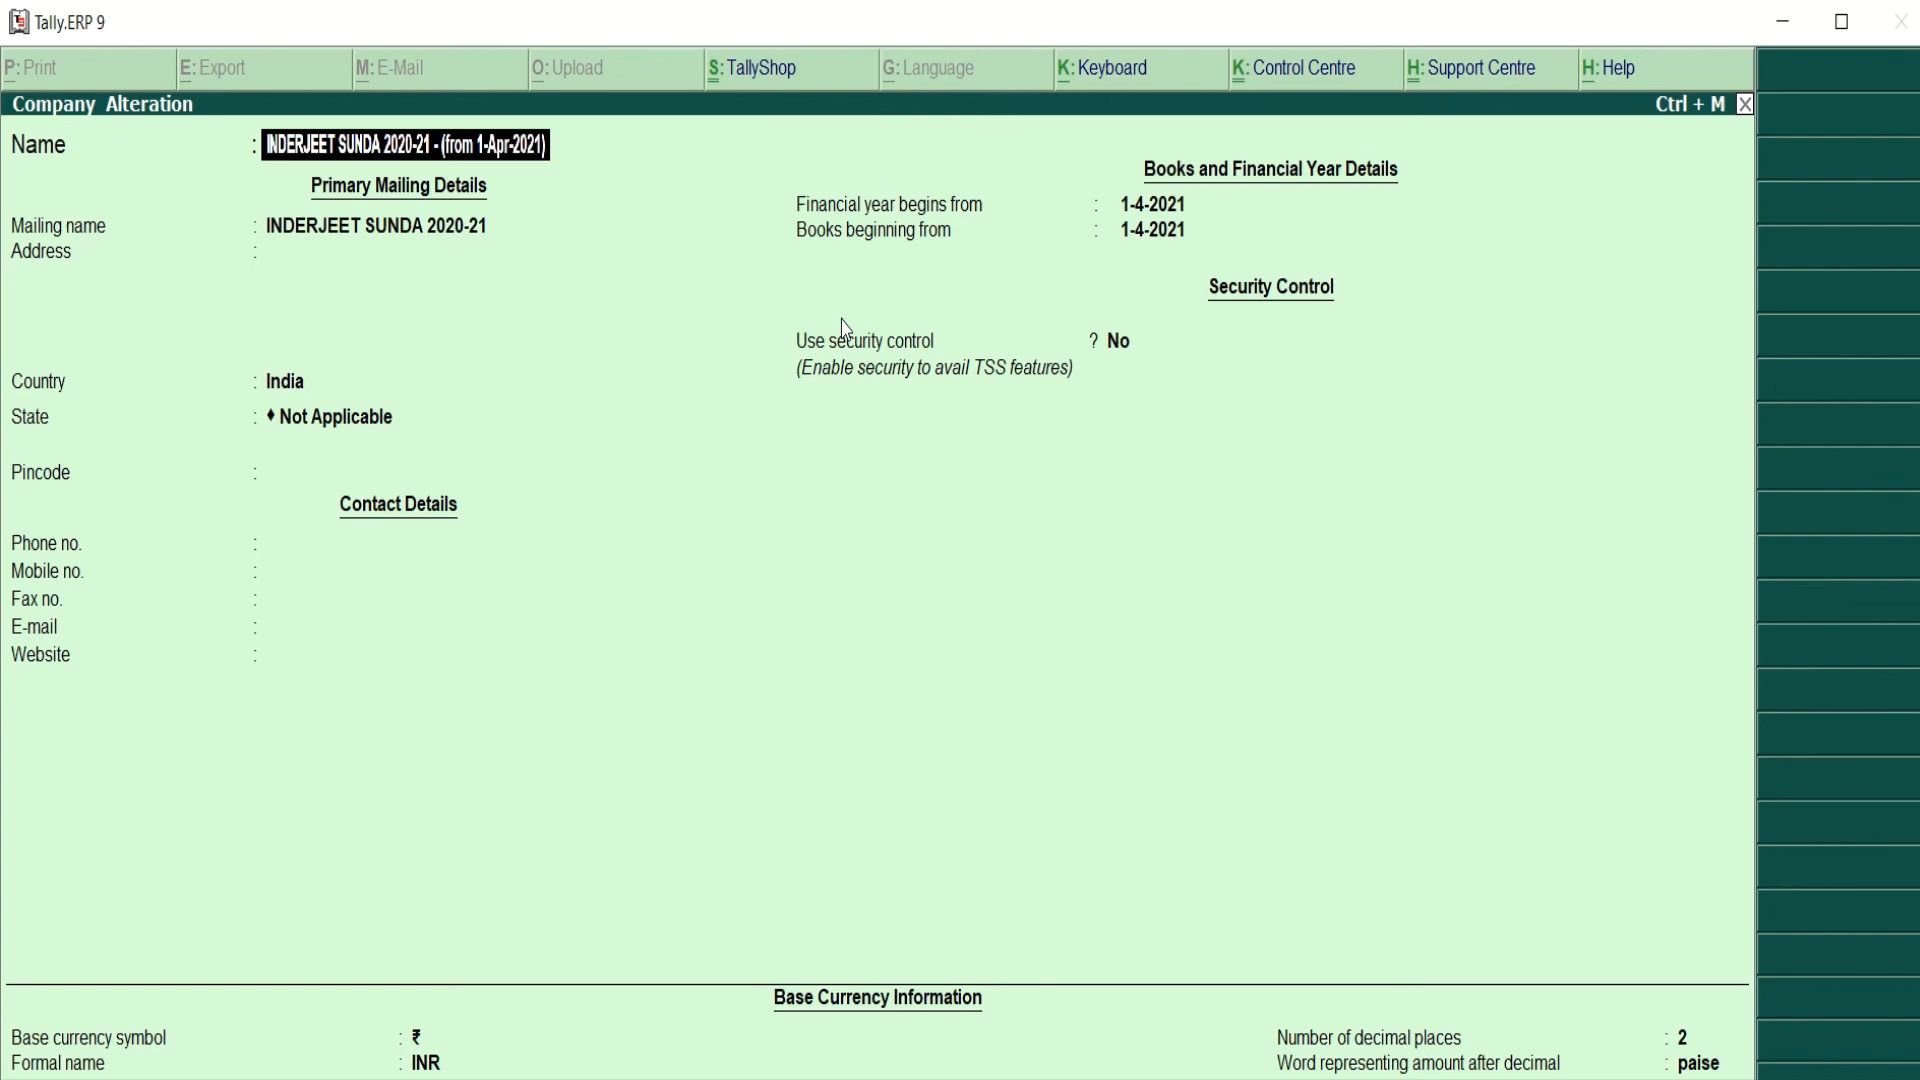 Tally.ERP 9
P: Print E: Export M: E-Mail O: Upload S: TallyShop G: Language K: Keyboard K: Control Centre H: Support Centre H: Help
Company Alteration Ctrl + M X
Name : INDERJEET SUNDA 2020-21 - (from 1-Apr-2021)
Primary Mailing Details
Mailing name : INDERJEET SUNDA 2020-21
Address :
Country : India
State : ♦ Not Applicable
Pincode :
Contact Details
Phone no. :
Mobile no. :
Fax no. :
E-mail :
Website :
Books and Financial Year Details
Financial year begins from : 1-4-2021
Books beginning from : 1-4-2021
Security Control
Use security control ? No
(Enable security to avail TSS features)
Base Currency Information
Base currency symbol : ₹
Formal name : INR
Number of decimal places : 2
Word representing amount after decimal : paise